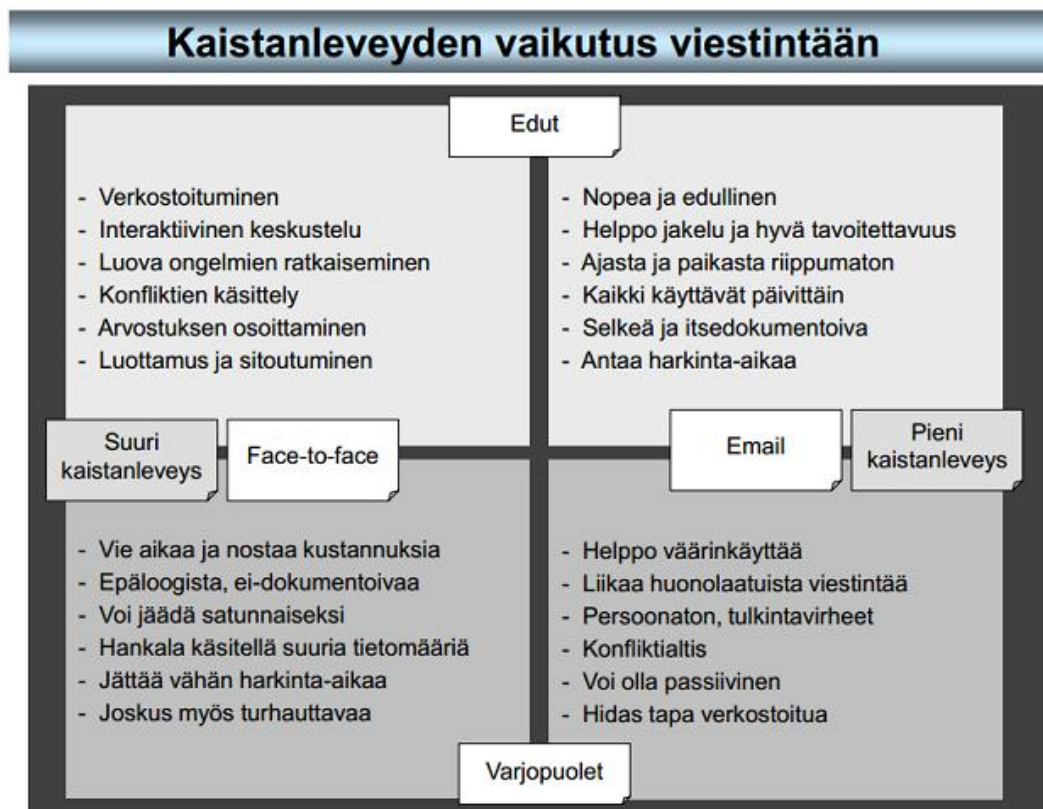 Kaistanleveyden vaikutus viestintään
Edut
- Verkostoituminen
- Interaktiivinen keskustelu
- Luova ongelmien ratkaiseminen
- Konfliktien käsittely
- Arvostuksen osoittaminen
- Luottamus ja sitoutuminen
- Nopea ja edullinen
- Helppo jakelu ja hyvä tavoitettavuus
- Ajasta ja paikasta riippumaton
- Kaikki käyttävät päivittäin
- Selkeä ja itsedokumentoiva
- Antaa harkinta-aikaa
Suuri
kaistanleveys
Face-to-face
Email
Pieni
kaistanleveys
- Vie aikaa ja nostaa kustannuksia
- Epäloogista, ei-dokumentoivaa
- Voi jäädä satunnaiseksi
- Hankala käsitellä suuria tietomääriä
- Jättää vähän harkinta-aikaa
- Joskus myös turhauttavaa
- Helppo väärinkäyttää
- Liikaa huonolaatuista viestintää
- Persoonaton, tulkintavirheet
- Konfliktialtis
- Voi olla passiivinen
- Hidas tapa verkostoitua
Varjopuolet